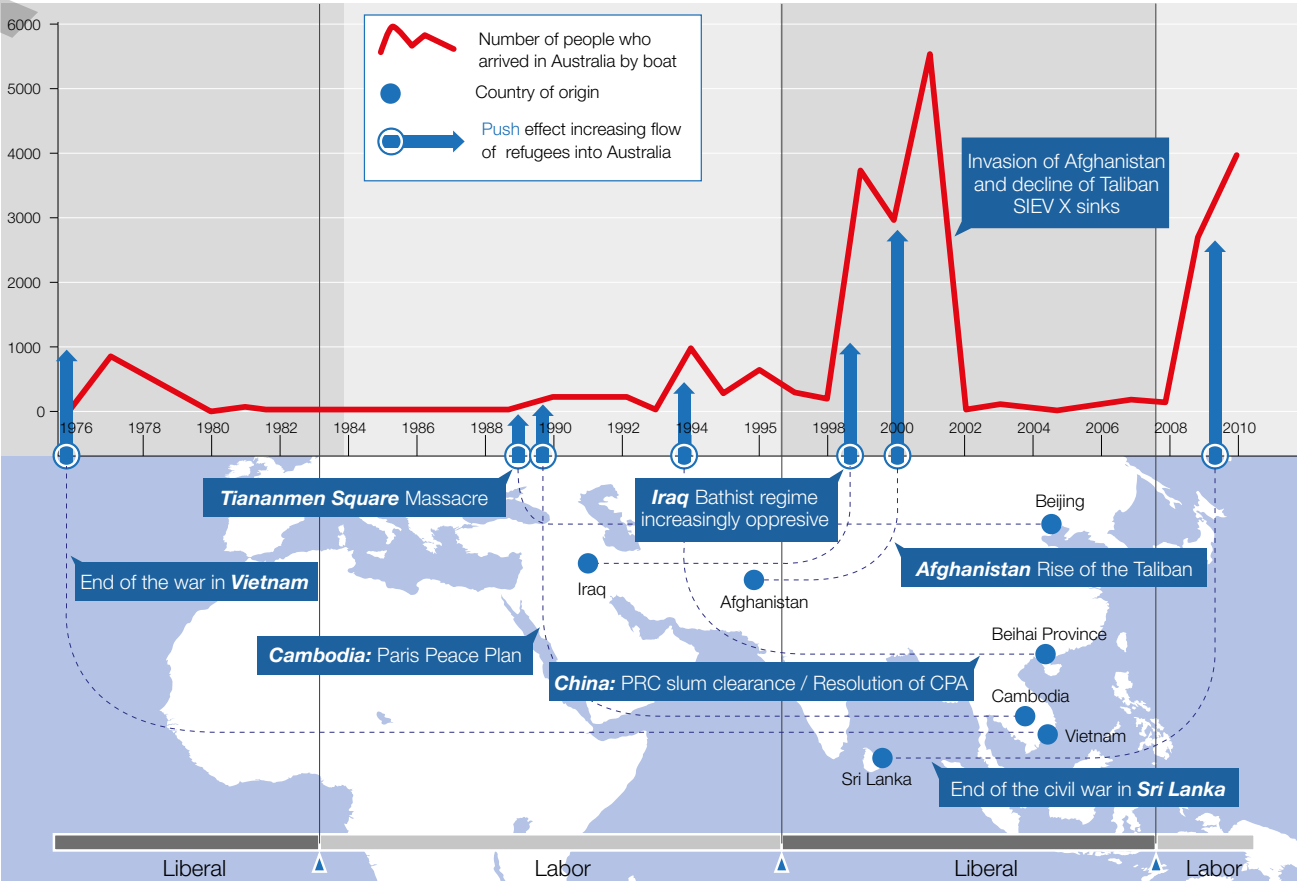 6000
5000
4000
3000
2000
1000
0
Number of people who
arrived in Australia by boat
Country of origin
Push effect increasing flow
of refugees into Australia
Invasion of Afghanistan
and decline of Taliban
SIEV X sinks
1976
1978
1980
1982
1984
1986
1988
1990
1992
1994
1995
1998
2000
2002
2004
2006
2008
2010
Tiananmen Square Massacre
Iraq Bathist regime
increasingly oppresive
Beijing
End of the war in Vietnam
Iraq
Afghanistan
Afghanistan Rise of the Taliban
Cambodia: Paris Peace Plan
Beihai Province
China: PRC slum clearance / Resolution of CPA
Cambodia
Vietnam
Sri Lanka
End of the civil war in Sri Lanka
Liberal
Labor
Liberal
Labor